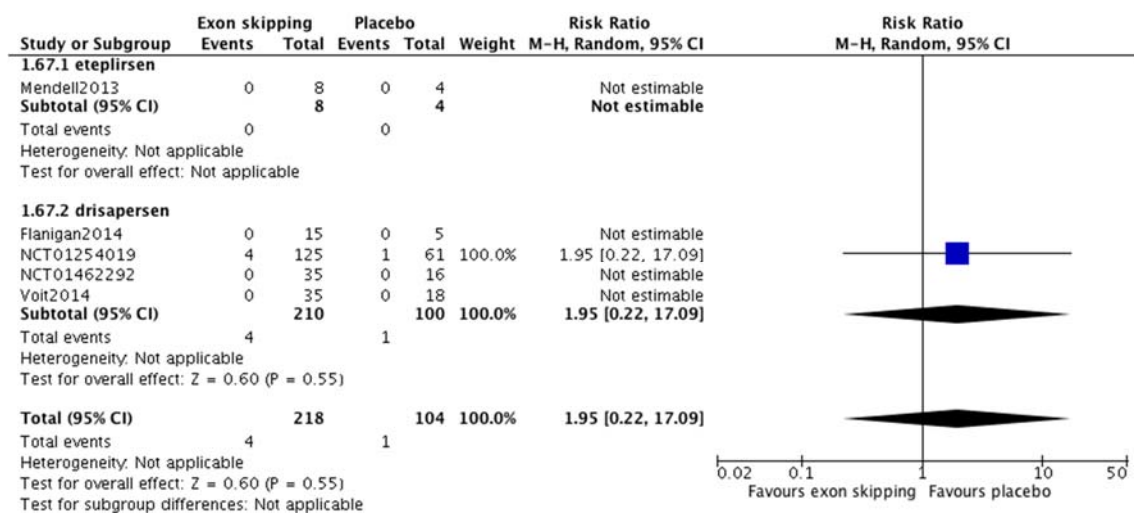 Exon skipping Placebo Risk Ratio Risk Ratio
Study or Subgroup Events Total Events Total Weight M-H, Random, 95% CI M-H, Random, 95% CI
1.67.1 eteplirsen
Mendell2013 0 8 0 4 Not estimable
Subtotal (95% CI) 8 4 Not estimable
Total events 0 0
Heterogeneity: Not applicable
Test for overall effect: Not applicable
1.67.2 drisapersen
Flanigan2014 0 15 0 5 Not estimable
NCT01254019 4 125 1 61 100.0% 1.95 [0.22, 17.09]
NCT01462292 0 35 0 16 Not estimable
Voit2014 0 35 0 18 Not estimable
Subtotal (95% CI) 210 100 100.0% 1.95 [0.22, 17.09]
Total events 4 1
Heterogeneity: Not applicable
Test for overall effect: Z = 0.60 (P = 0.55)
Total (95% CI) 218 104 100.0% 1.95 [0.22, 17.09]
Total events 4 1
Heterogeneity: Not applicable
Test for overall effect: Z = 0.60 (P = 0.55)
Test for subgroup differences: Not applicable
0.02 0.1 1 10 50
Favours exon skipping Favours placebo